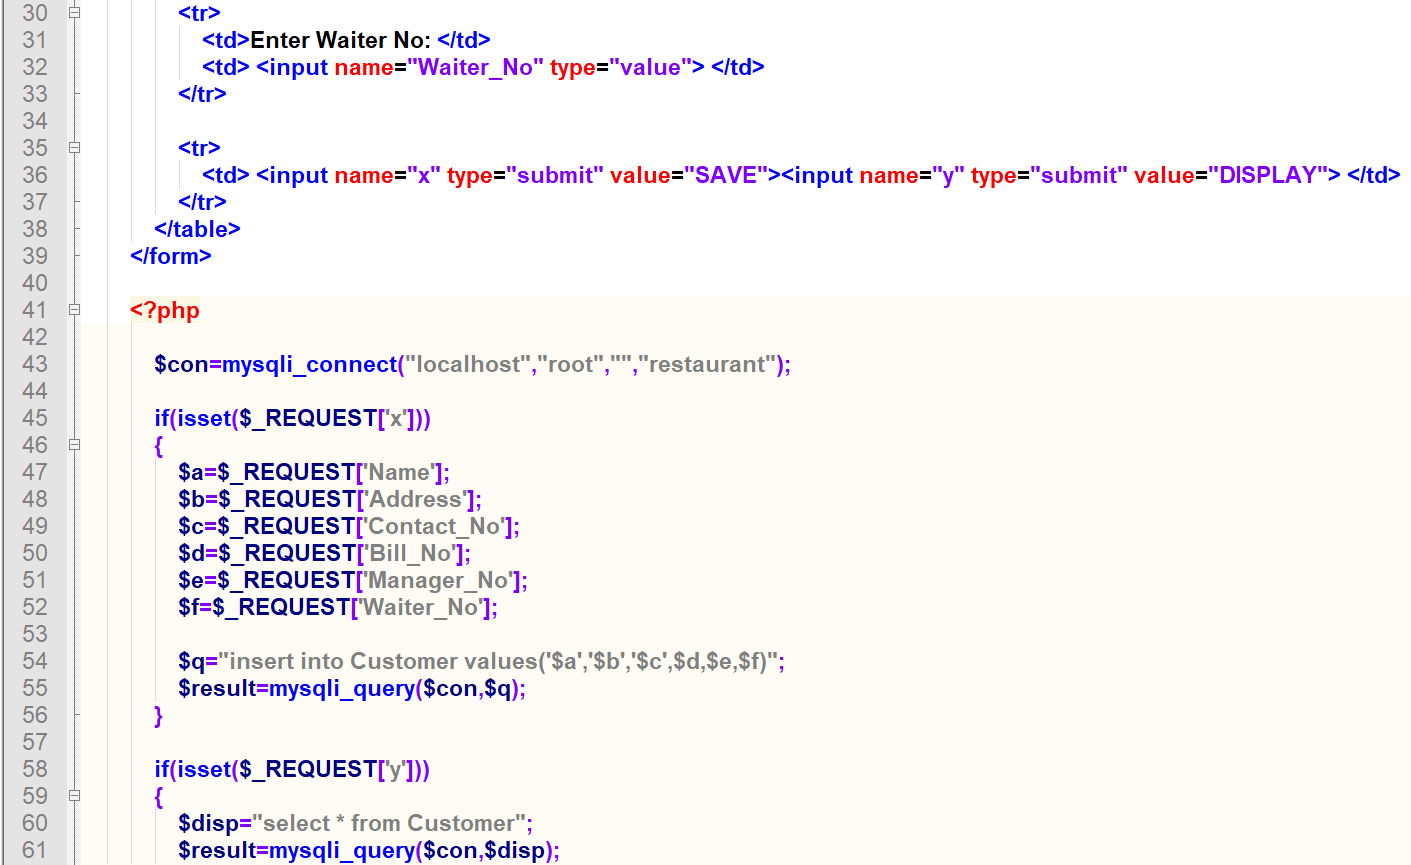 30 <tr>
31 <td>Enter Waiter No: </td>
32 <td> <input name="Waiter_No" type="value"> </td>
33 </tr>
34
35 <tr>
36 <td> <input name="x" type="submit" value="SAVE"><input name="y" type="submit" value="DISPLAY"> </td>
37 </tr>
38 </table>
39 </form>
40
41 <?php
42
43 $con=mysqli_connect("localhost","root","","restaurant");
44
45 if(isset($_REQUEST['x']))
46 {
47 $a=$_REQUEST['Name'];
48 $b=$_REQUEST['Address'];
49 $c=$_REQUEST['Contact_No'];
50 $d=$_REQUEST['Bill_No'];
51 $e=$_REQUEST['Manager_No'];
52 $f=$_REQUEST['Waiter_No'];
53
54 $q="insert into Customer values('$a','$b','$c',$d,$e,$f)";
55 $result=mysqli_query($con,$q);
56 }
57
58 if(isset($_REQUEST['y']))
59 {
60 $disp="select * from Customer";
61 $result=mysqli_query($con,$disp);